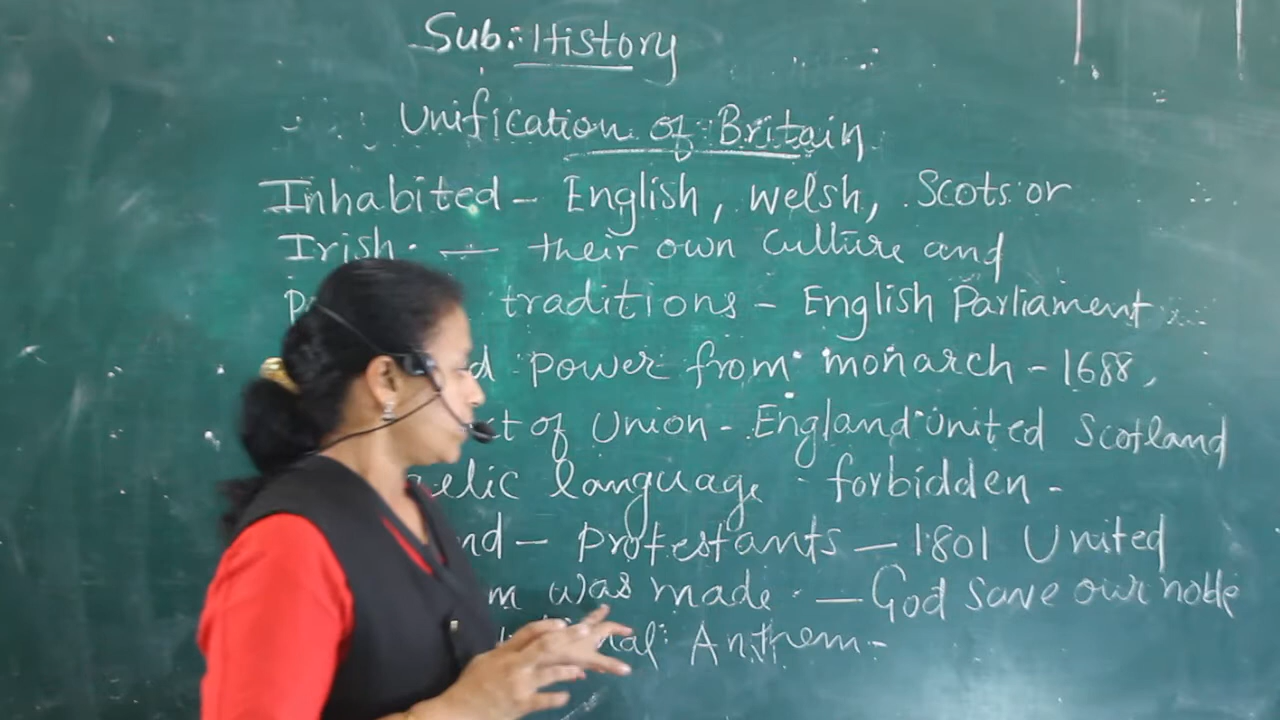 Sub: History
Unification of Britain
Inhabited - English, Welsh, Scots or
Irish. — their own culture and
traditions - English Parliament
power from monarch - 1688,
of Union - England united Scotland
language - forbidden -
Protestants — 1801 United
was made. — God save our noble
Anthem -